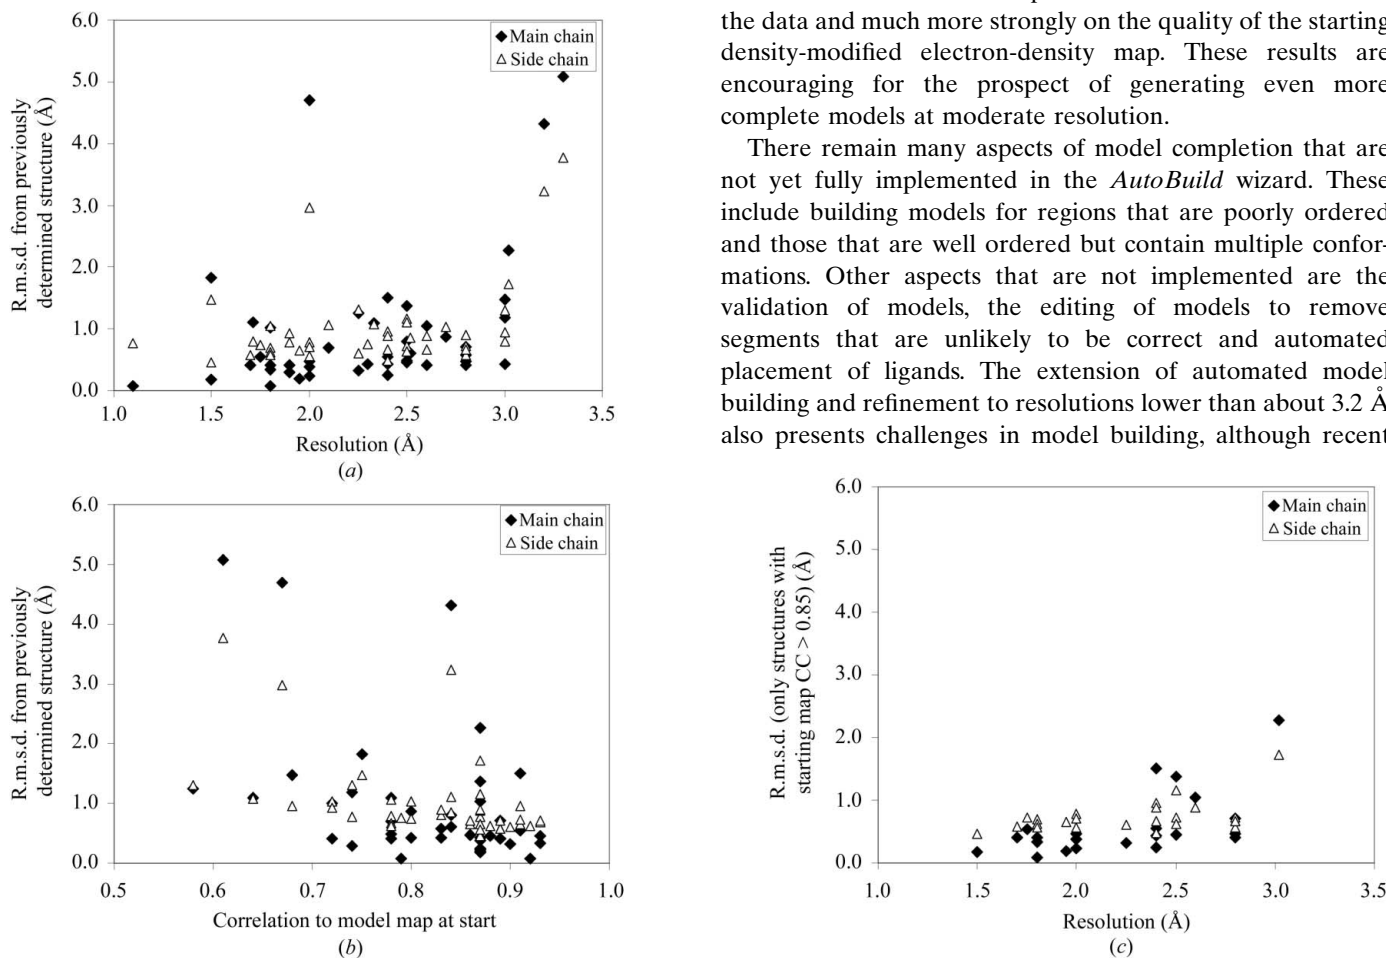 6.0
5.0
4.0
3.0
2.0
1.0
0.0
R.m.s.d. from previously
determined structure (Å)
Main chain
Side chain
1.0 1.5 2.0 2.5 3.0 3.5
Resolution (Å)
(a)
6.0
5.0
4.0
3.0
2.0
1.0
0.0
R.m.s.d. from previously
determined structure (Å)
Main chain
Side chain
0.5 0.6 0.7 0.8 0.9 1.0
Correlation to model map at start
(b)
the data and much more strongly on the quality of the starting
density-modified electron-density map. These results are
encouraging for the prospect of generating even more
complete models at moderate resolution.
There remain many aspects of model completion that are
not yet fully implemented in the AutoBuild wizard. These
include building models for regions that are poorly ordered
and those that are well ordered but contain multiple confor-
mations. Other aspects that are not implemented are the
validation of models, the editing of models to remove
segments that are unlikely to be correct and automated
placement of ligands. The extension of automated model
building and refinement to resolutions lower than about 3.2 Å
also presents challenges in model building, although recent
6.0
5.0
4.0
3.0
2.0
1.0
0.0
R.m.s.d. (only structures with
starting map CC > 0.85) (Å)
Main chain
Side chain
1.0 1.5 2.0 2.5 3.0 3.5
Resolution (Å)
(c)